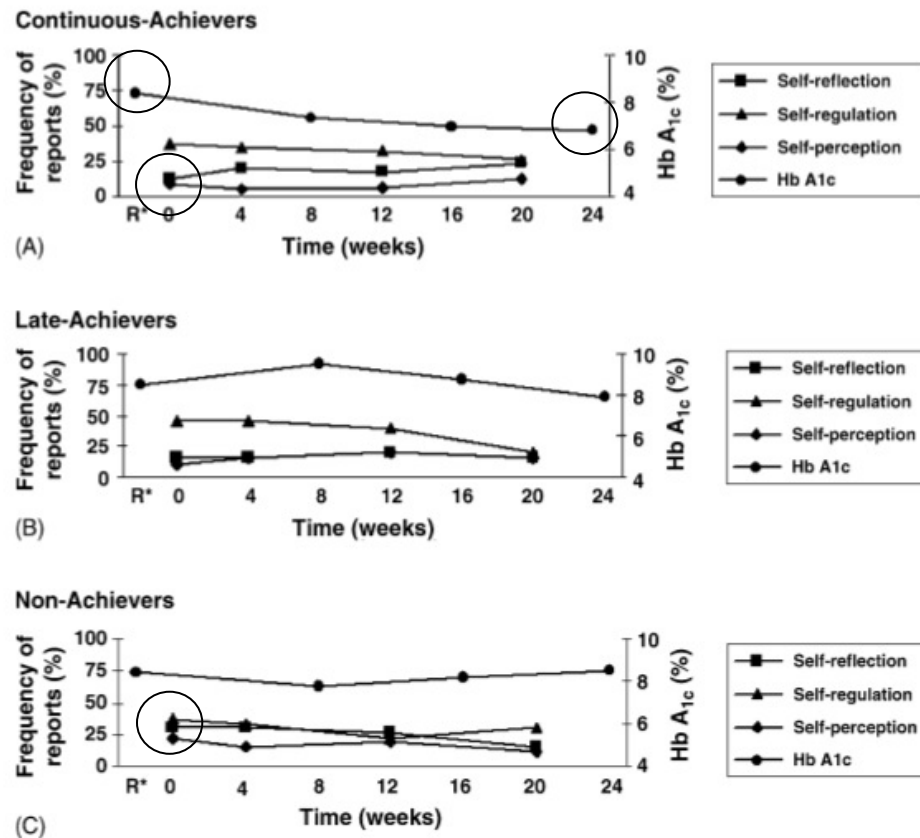 Continuous-Achievers
100
75
50
25
0
Frequency of
reports (%)
10
8
6
4
Hb A1c (%)
R* 0 4 8 12 16 20 24
Time (weeks)
(A)
Self-reflection
Self-regulation
Self-perception
Hb A1c
Late-Achievers
100
75
50
25
0
Frequency of
reports (%)
10
8
6
4
Hb A1c (%)
R* 0 4 8 12 16 20 24
Time (weeks)
(B)
Self-reflection
Self-regulation
Self-perception
Hb A1c
Non-Achievers
100
75
50
25
0
Frequency of
reports (%)
10
8
6
4
Hb A1c (%)
R* 0 4 8 12 16 20 24
Time (weeks)
(C)
Self-reflection
Self-regulation
Self-perception
Hb A1c